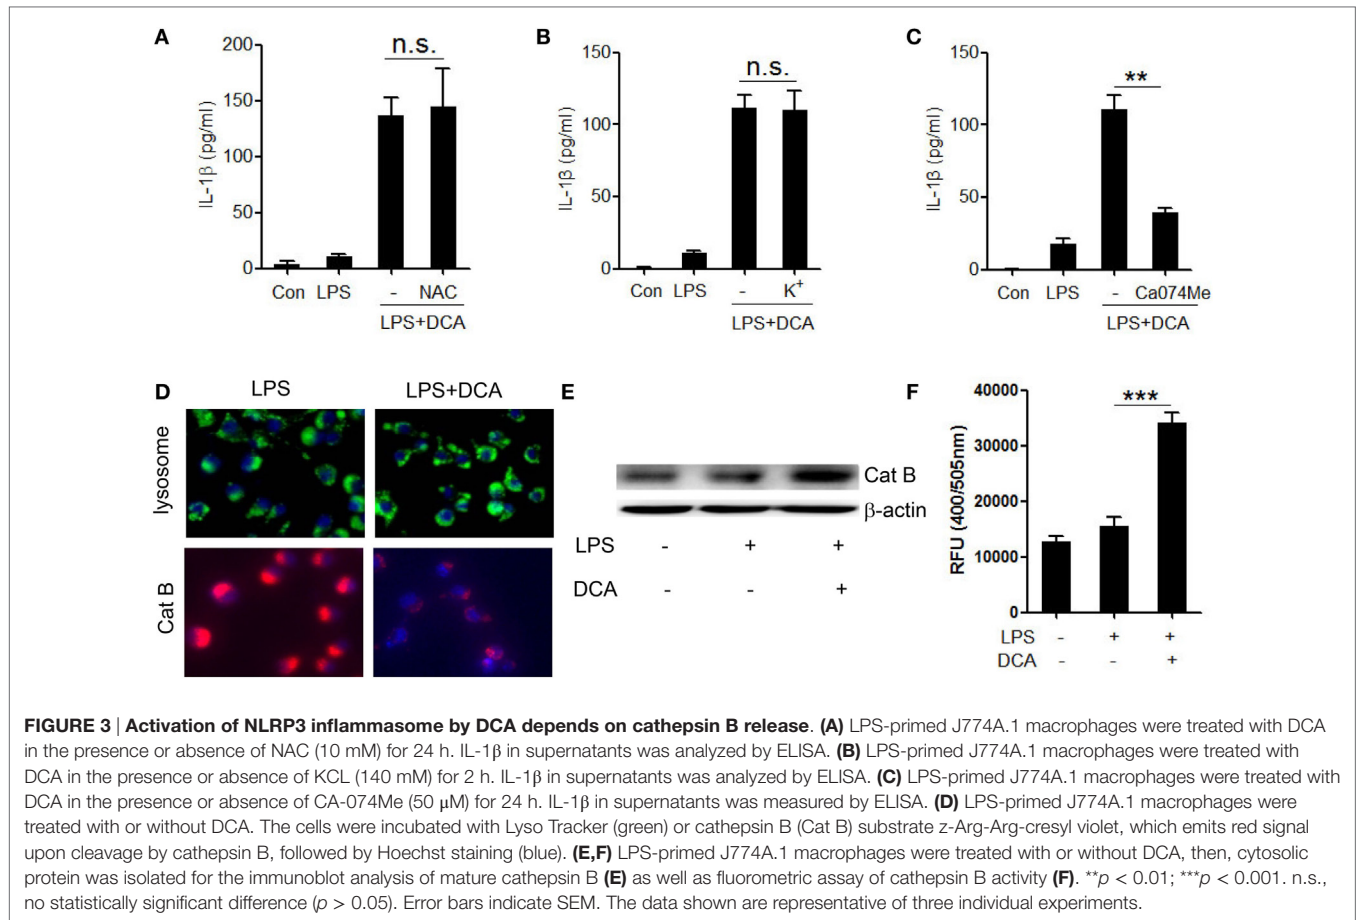 A
200
150
100
50
0
IL-1β (pg/ml)
n.s.
Con LPS - NAC
LPS+DCA
B
150
100
50
0
IL-1β (pg/ml)
n.s.
Con LPS - K+
LPS+DCA
C
150
100
50
0
IL-1β (pg/ml)
**
Con LPS - Ca074Me
LPS+DCA
D
LPS LPS+DCA
lysosome
Cat B
E
Cat B
β-actin
LPS - + +
DCA - - +
F
40000
30000
20000
10000
0
RFU (400/505nm)
***
LPS - + +
DCA - - +
FIGURE 3 | Activation of NLRP3 inflammasome by DCA depends on cathepsin B release. (A) LPS-primed J774A.1 macrophages were treated with DCA
in the presence or absence of NAC (10 mM) for 24 h. IL-1β in supernatants was analyzed by ELISA. (B) LPS-primed J774A.1 macrophages were treated with
DCA in the presence or absence of KCL (140 mM) for 2 h. IL-1β in supernatants was analyzed by ELISA. (C) LPS-primed J774A.1 macrophages were treated with
DCA in the presence or absence of CA-074Me (50 μM) for 24 h. IL-1β in supernatants was measured by ELISA. (D) LPS-primed J774A.1 macrophages were
treated with or without DCA. The cells were incubated with Lyso Tracker (green) or cathepsin B (Cat B) substrate z-Arg-Arg-cresyl violet, which emits red signal
upon cleavage by cathepsin B, followed by Hoechst staining (blue). (E,F) LPS-primed J774A.1 macrophages were treated with or without DCA, then, cytosolic
protein was isolated for the immunoblot analysis of mature cathepsin B (E) as well as fluorometric assay of cathepsin B activity (F). **p < 0.01; ***p < 0.001. n.s.,
no statistically significant difference (p > 0.05). Error bars indicate SEM. The data shown are representative of three individual experiments.